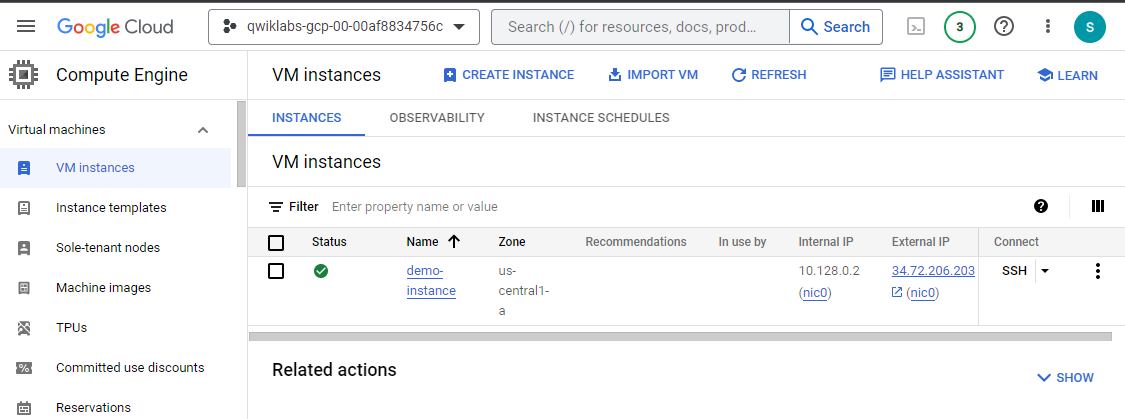 Google Cloud
qwiklabs-gcp-00-00af8834756c
Search (/) for resources, docs, prod...
Search
3
S
Compute Engine
VM instances
CREATE INSTANCE
IMPORT VM
REFRESH
HELP ASSISTANT
LEARN
Virtual machines
VM instances
Instance templates
Sole-tenant nodes
Machine images
TPUs
Committed use discounts
Reservations
INSTANCES
OBSERVABILITY
INSTANCE SCHEDULES
VM instances
Filter
Enter property name or value
Status
Name
Zone
Recommendations
In use by
Internal IP
External IP
Connect
demo-
instance
us-
central1-
a
10.128.0.2
(nic0)
34.72.206.203
(nic0)
SSH
Related actions
SHOW